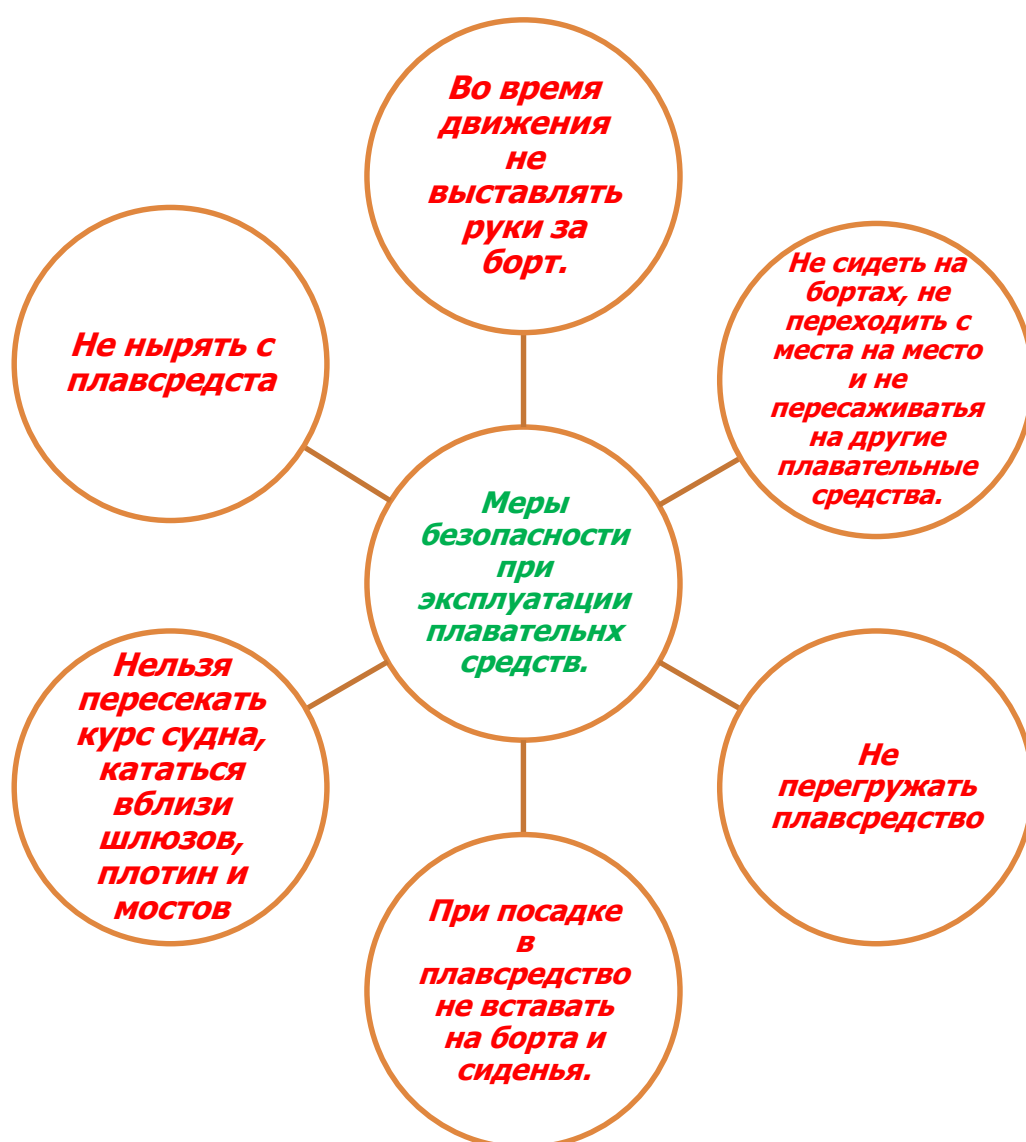 Во время
движения
не
выставлять
руки за
борт.
Не сидеть на
бортах, не
переходить с
места на место
и не
пересаживатья
на другие
плавательные
средства.
Не нырять с
плавсредста
Меры
безопасности
при
эксплуатации
плавательнх
средств.
Нельзя
пересекать
курс судна,
кататься
вблизи
шлюзов,
плотин и
мостов
Не
перегружать
плавсредство
При посадке
в
плавсредство
не вставать
на борта и
сиденья.